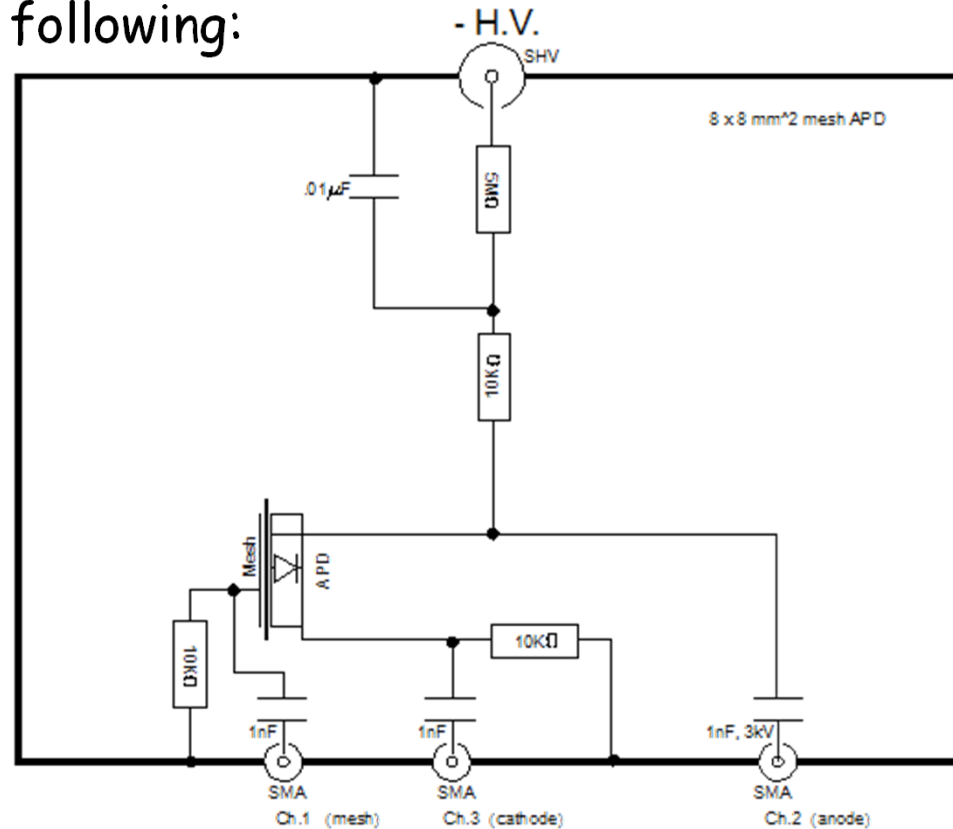 following:
- H.V.
SHV
8 x 8 mm^2 mesh APD
.01μF
5MΩ
10KΩ
Mesh
APD
10KΩ
10KΩ
1nF
1nF
1nF, 3kV
SMA
SMA
SMA
Ch.1 (mesh)
Ch.3 (cathode)
Ch.2 (anode)